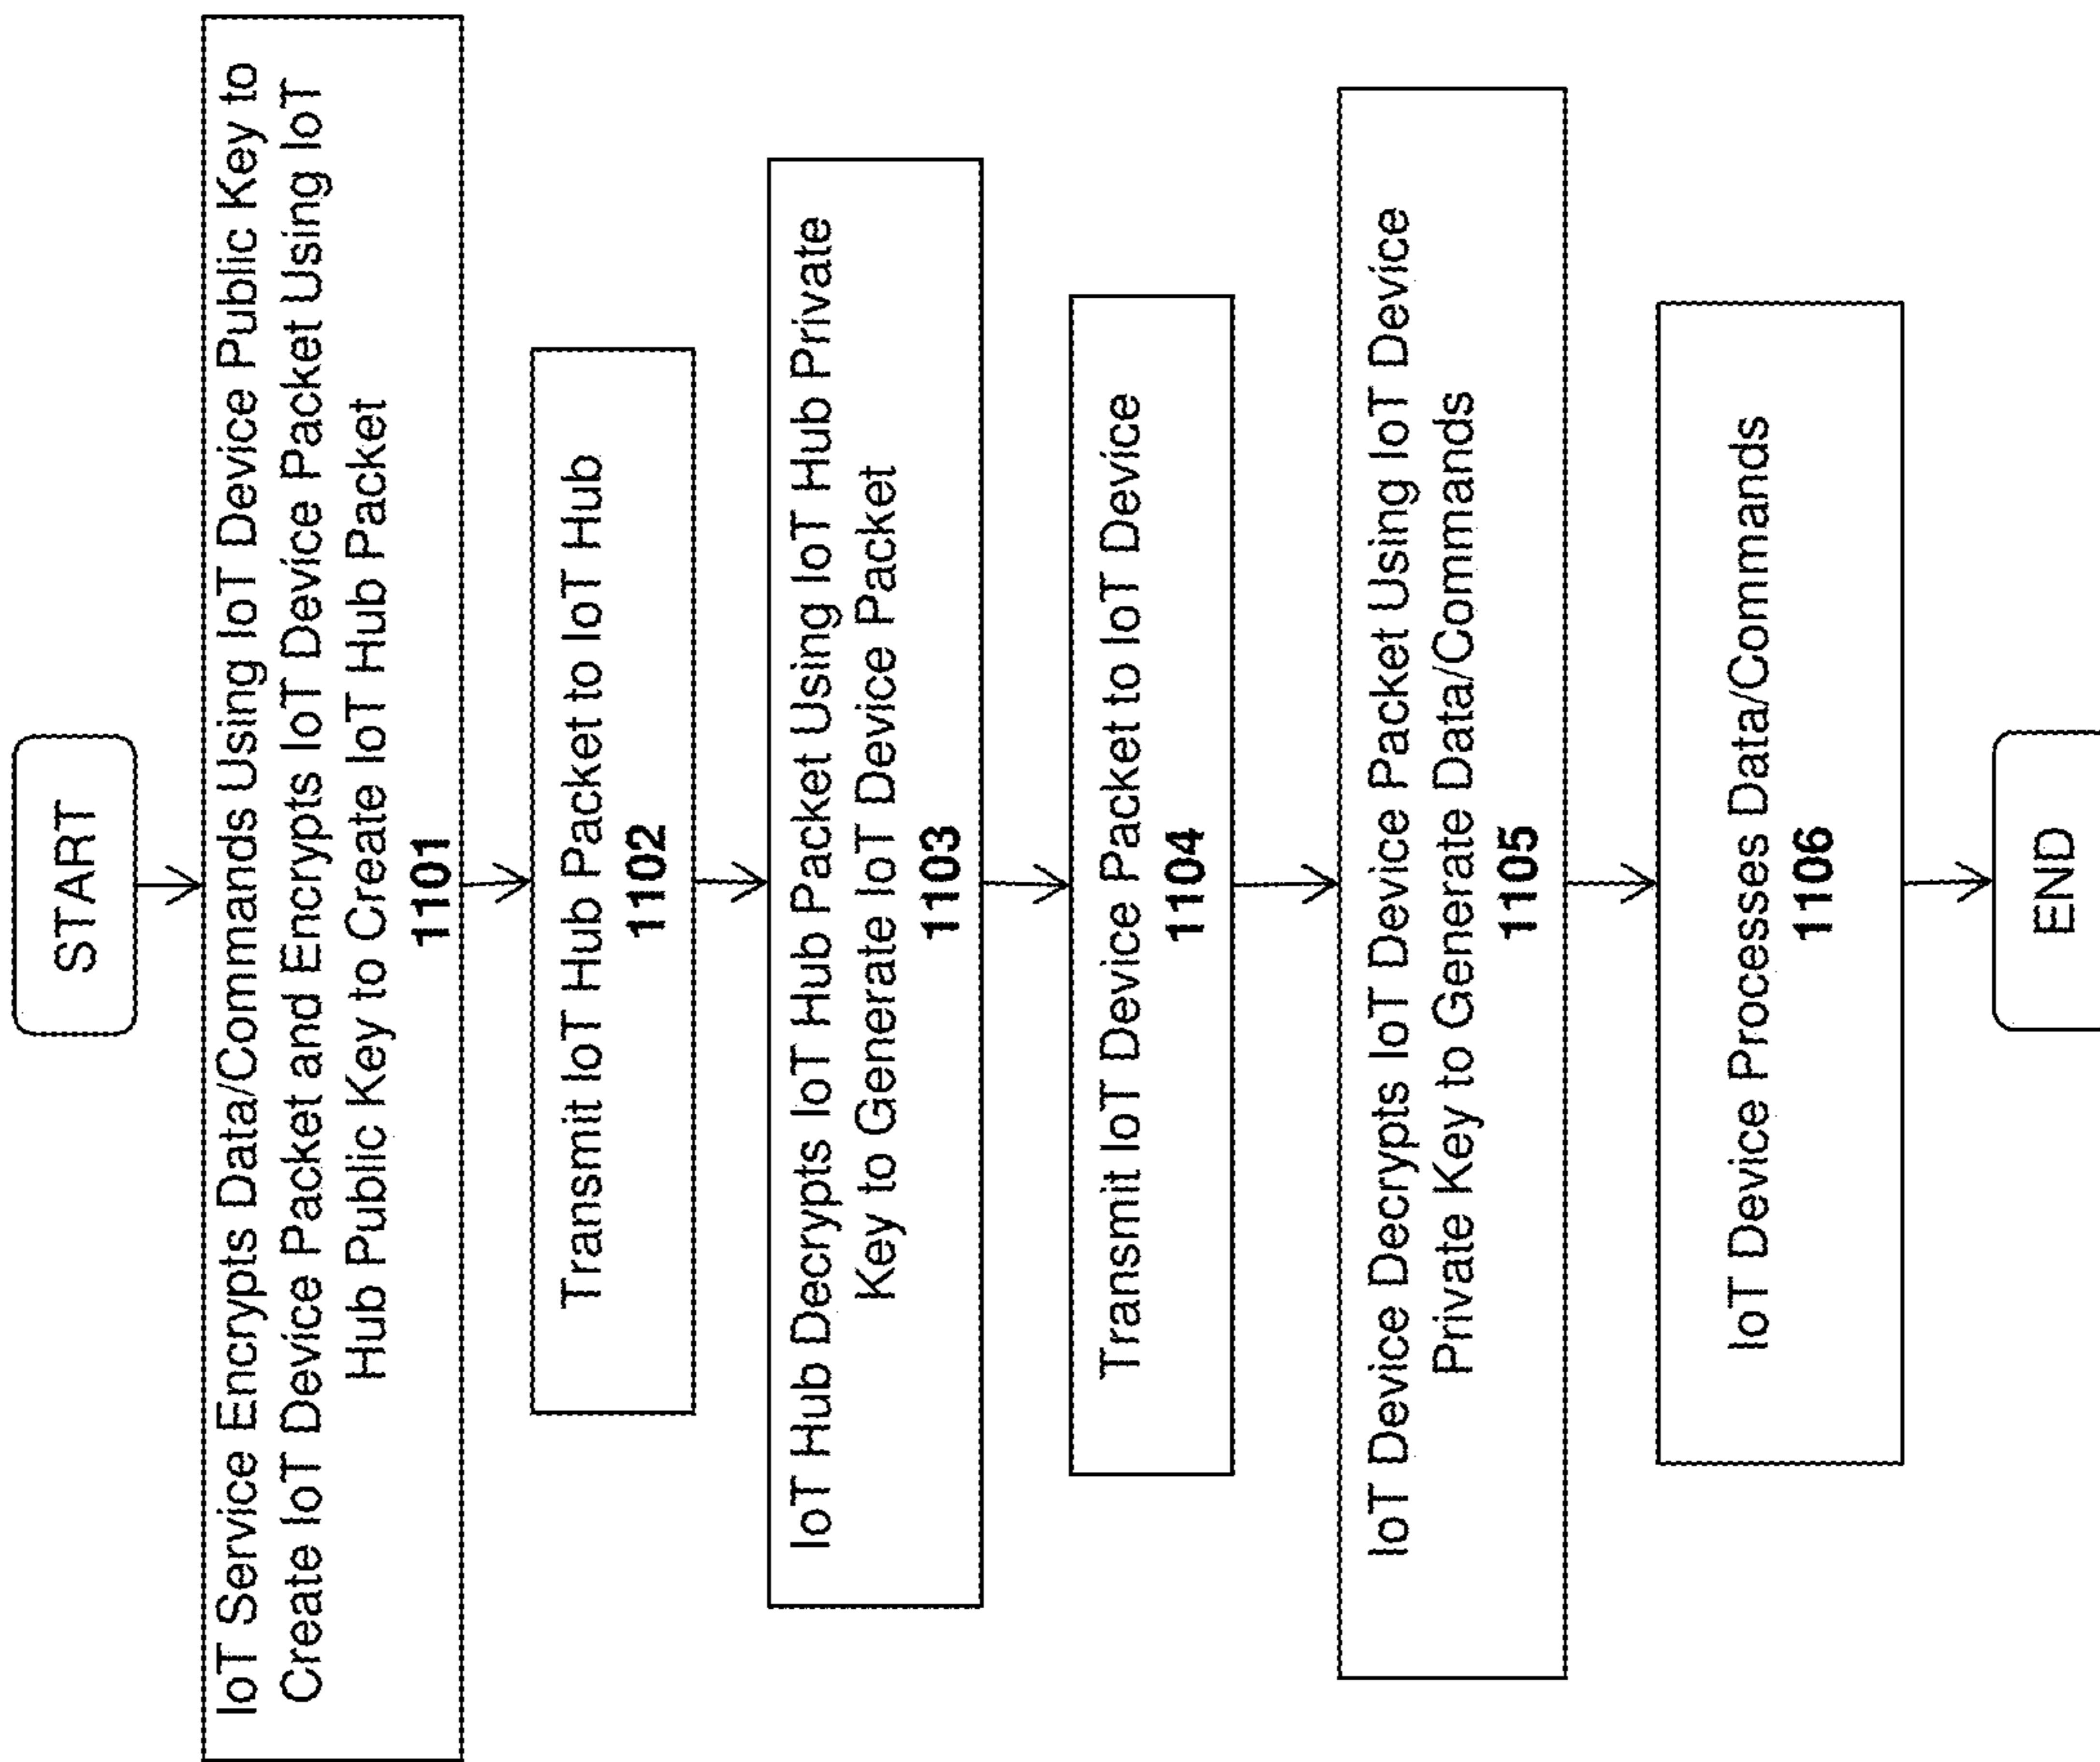 START
IoT Service Encrypts Data/Commands Using IoT Device Public Key to
Create IoT Device Packet and Encrypts IoT Device Packet Using IoT
Hub Public Key to Create IoT Hub Packet
1101
Transmit IoT Hub Packet to IoT Hub
1102
IoT Hub Decrypts IoT Hub Packet Using IoT Hub Private
Key to Generate IoT Device Packet
1103
Transmit IoT Device Packet to IoT Device
1104
IoT Device Decrypts IoT Device Packet Using IoT Device
Private Key to Generate Data/Commands
1105
IoT Device Processes Data/Commands
1106
END